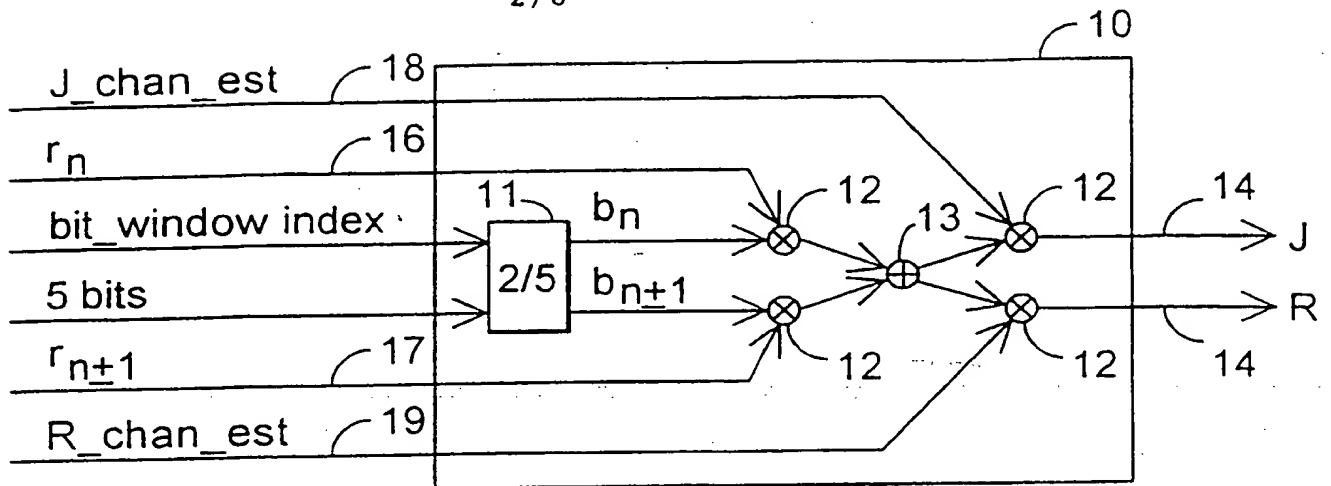 2/8
10
J_chan_est 18
r_n 16
bit_window index
11 b_n 12 13 12 14 J
5 bits
2/5 b_n±1 R
r_n±1 17 12 12 14
R_chan_est 19